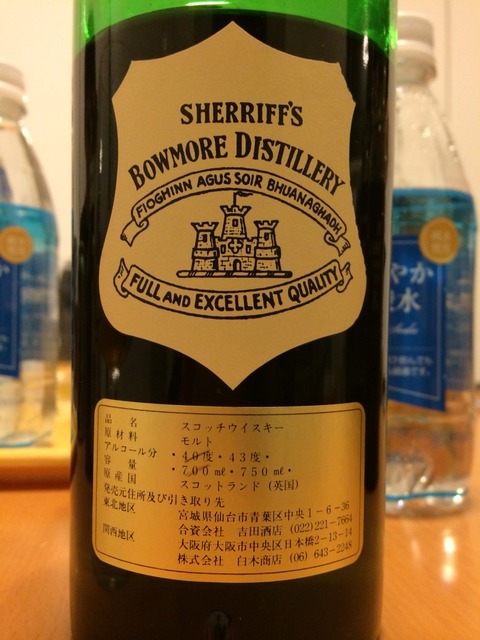 SHERRIFF'S
BOWMORE DISTILLERY
FIOGHINN AGUS SOIR BHUANAGHADH
FULL AND EXCELLENT QUALITY
品名 スコッチウイスキー
原材料 モルト
アルコール分 ・40度・43度・
容量 ・700㎖・750㎖・
原産国 スコットランド (英国)
発売元住所及び引き取り先
東北地区 宮城県仙台市青葉区中央1-6-36
合資会社 吉田酒店 (022)221-7664
関西地区 大阪府大阪市中央区日本橋2-13-14
株式会社 白木商店 (06) 643-2248
やか
水